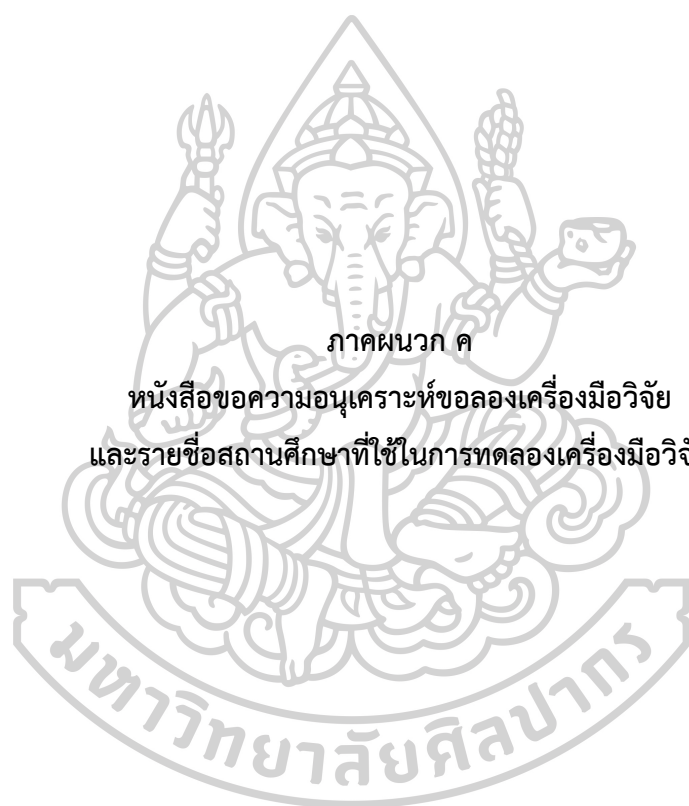 ภาคผนวก ค
หนังสือขอความอนุเคราะห์ขอลองเครื่องมือวิจัย
และรายชื่อสถานศึกษาที่ใช้ในการทดลองเครื่องมือวิจั
มหาวิทยาลัยศิลปากร